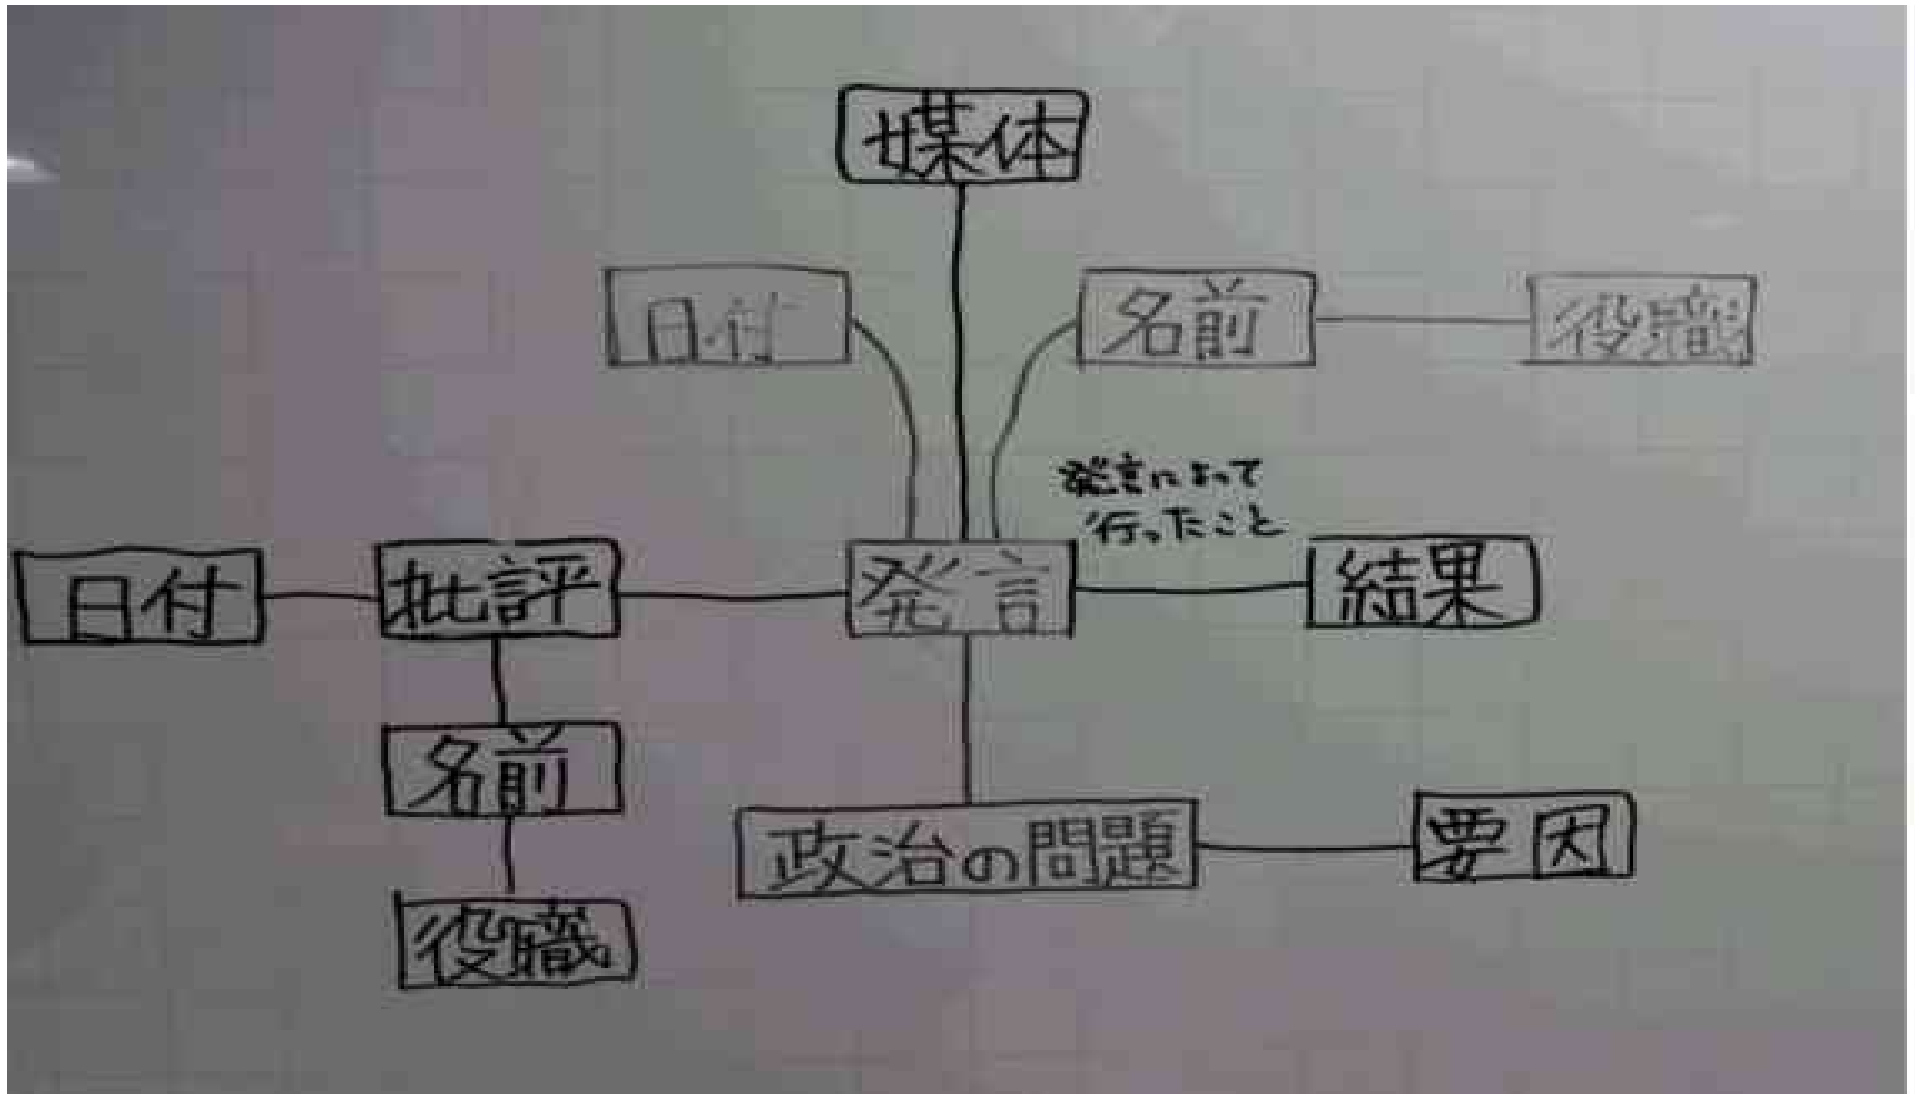 媒体
日付
名前
役職
発言によって
行ったこと
日付
批評
発言
結果
名前
政治の問題
要因
役職